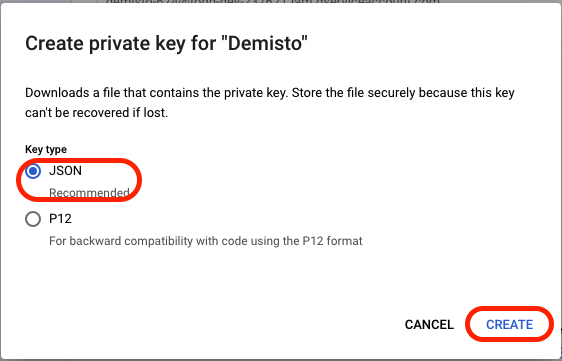 Create private key for "Demisto"
Downloads a file that contains the private key. Store the file securely because this key
can't be recovered if lost.
Key type
JSON
Recommended
P12
For backward compatibility with code using the P12 format
CANCEL
CREATE